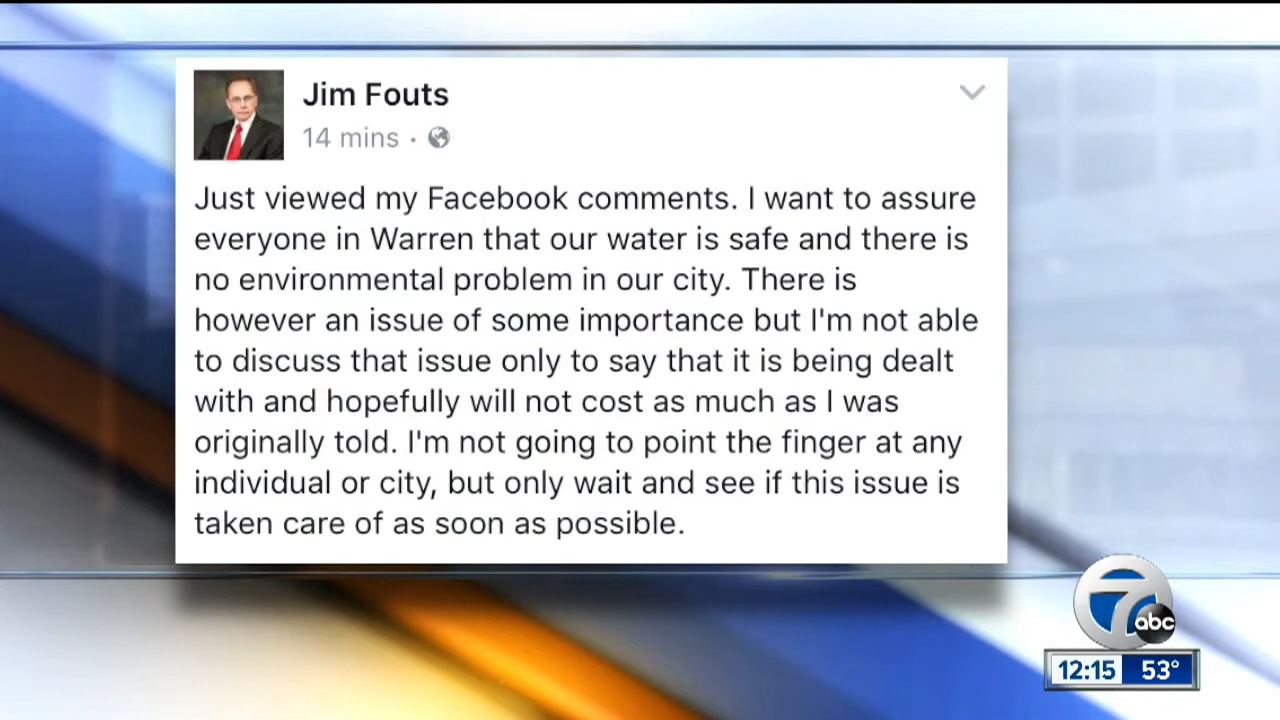 Jim Fouts
14 mins ·
Just viewed my Facebook comments. I want to assure
everyone in Warren that our water is safe and there is
no environmental problem in our city. There is
however an issue of some importance but I'm not able
to discuss that issue only to say that it is being dealt
with and hopefully will not cost as much as I was
originally told. I'm not going to point the finger at any
individual or city, but only wait and see if this issue is
taken care of as soon as possible.
7 abc
12:15 53°